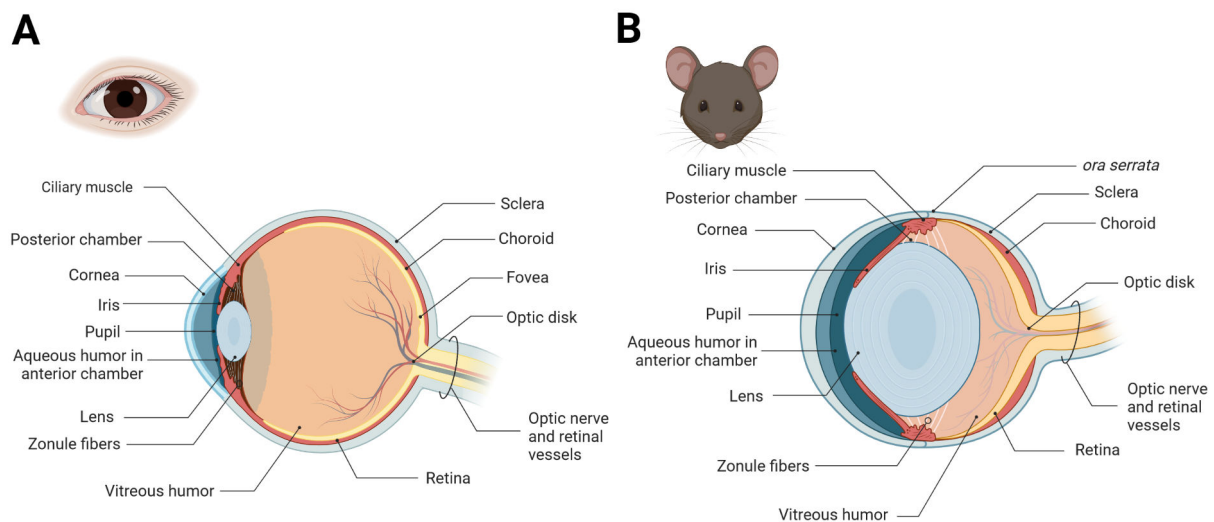 A
Ciliary muscle
Posterior chamber
Cornea
Iris
Pupil
Aqueous humor in
anterior chamber
Lens
Zonule fibers
Vitreous humor
Sclera
Choroid
Fovea
Optic disk
Optic nerve
and retinal
vessels
Retina
B
Ciliary muscle
Posterior chamber
Cornea
Iris
Pupil
Aqueous humor in
anterior chamber
Lens
Zonule fibers
Vitreous humor
ora serrata
Sclera
Choroid
Optic disk
Optic nerve
and retinal
vessels
Retina